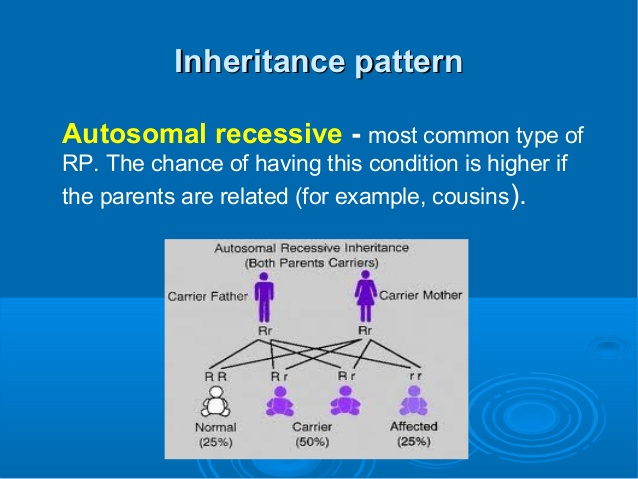 Inheritance pattern
Autosomal recessive - most common type of
RP. The chance of having this condition is higher if
the parents are related (for example, cousins).
Autosomal Recessive Inheritance
(Both Parents Carriers)
Carrier Father
Carrier Mother
Rr
Rr
R R
R r
R r
r r
Normal
(25%)
Carrier
(50%)
Affected
(25%)